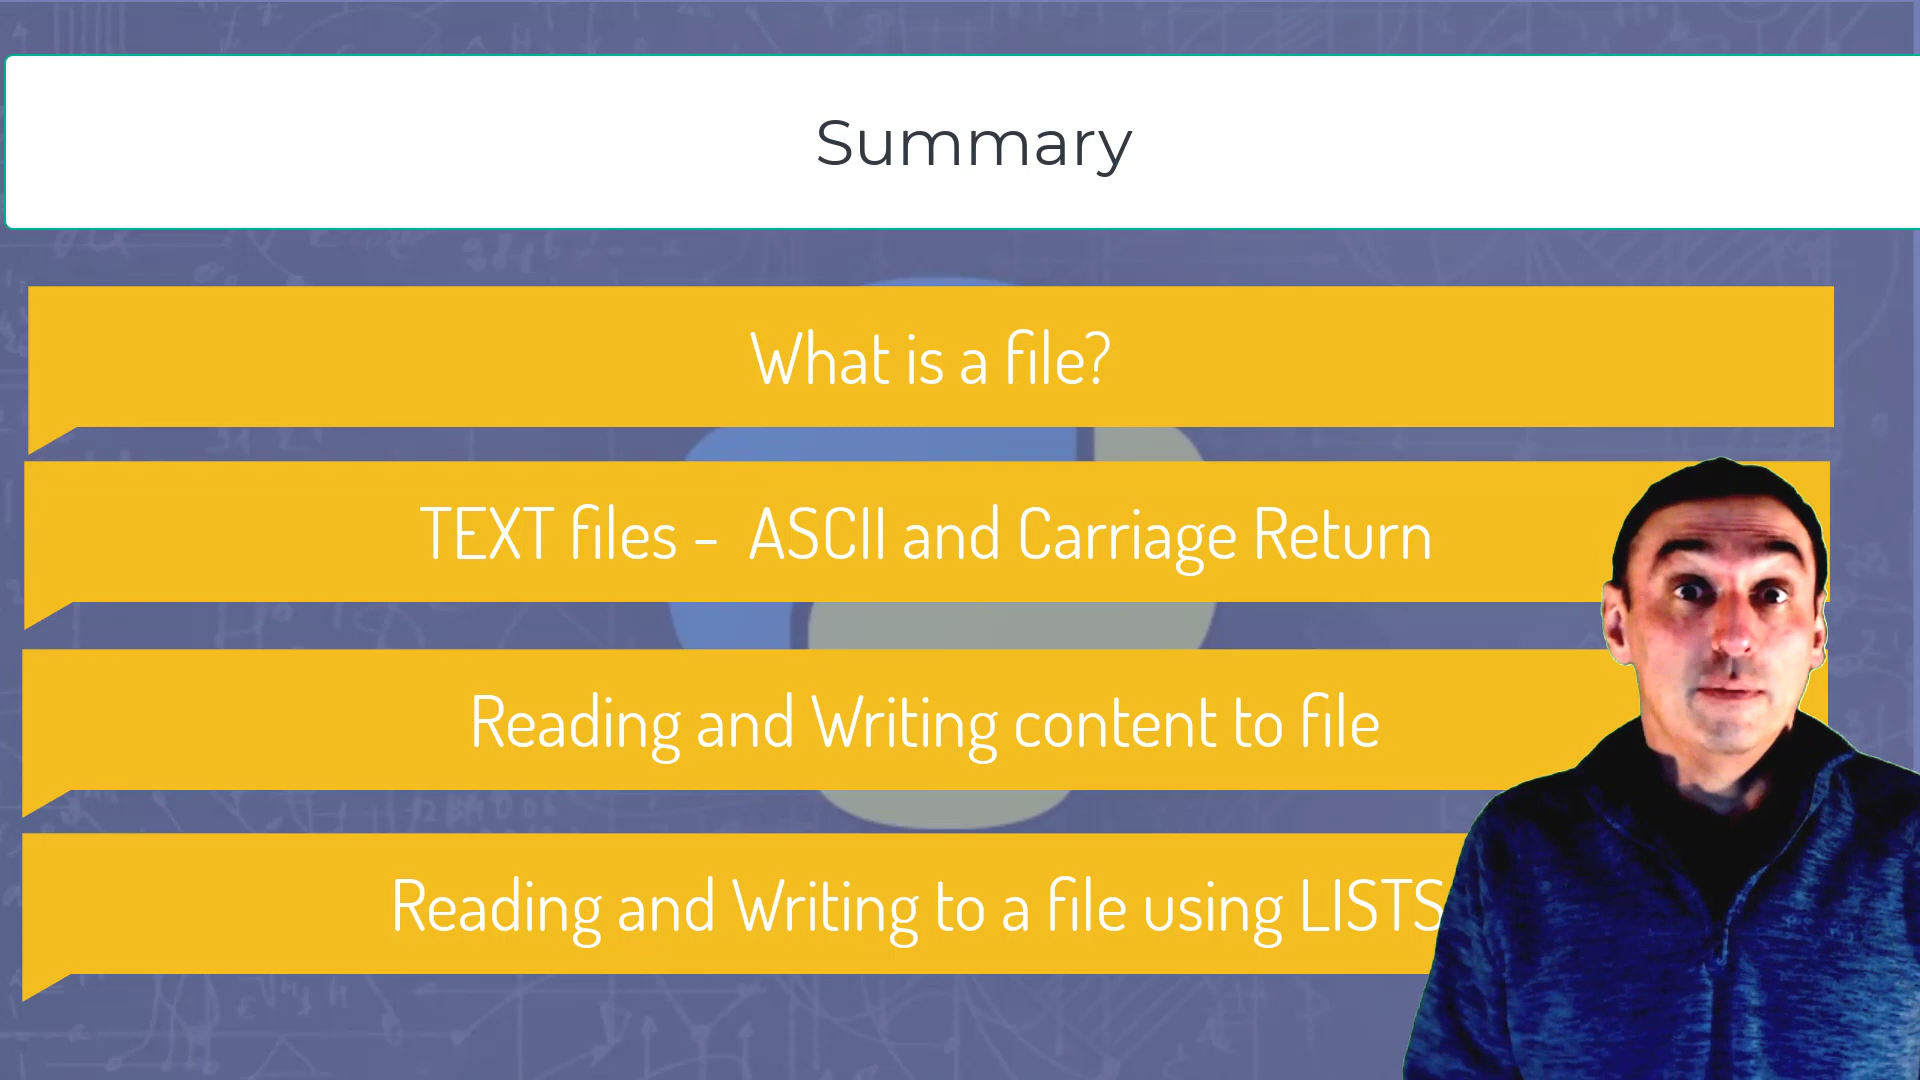 Summary
What is a file?
TEXT files - ASCII and Carriage Return
Reading and Writing content to file
Reading and Writing to a file using LISTS